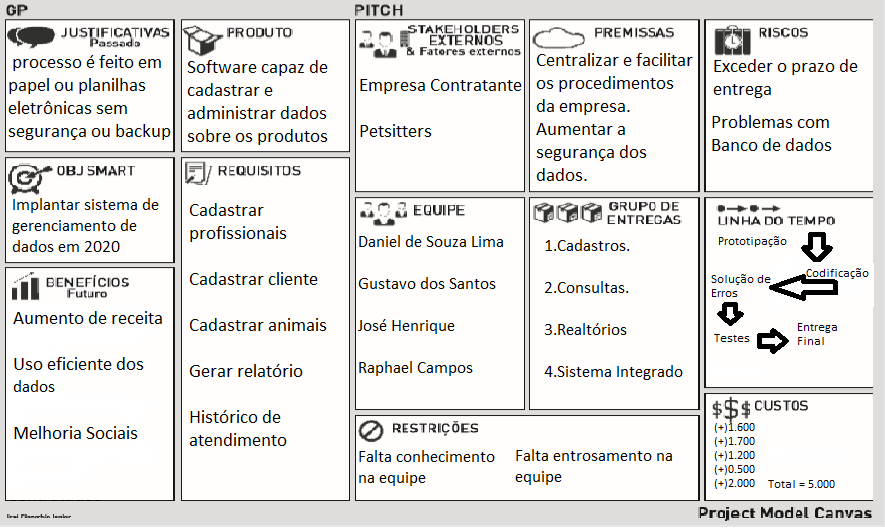 GP
PITCH
JUSTIFICATIVAS
Passado
processo é feito em
papel ou planilhas
eletrônicas sem
segurança ou backup
OBJ SMART
Implantar sistema de
gerenciamento de
dados em 2020
BENEFÍCIOS
Futuro
Aumento de receita
Uso eficiente dos
dados
Melhoria Sociais
PRODUTO
Software capaz de
cadastrar e
administrar dados
sobre os produtos
REQUISITOS
Cadastrar
profissionais
Cadastrar cliente
Cadastrar animais
Gerar relatório
Histórico de
atendimento
STAKEHOLDERS
EXTERNOS
& Fatores externos
Empresa Contratante
Petsitters
EQUIPE
Daniel de Souza Lima
Gustavo dos Santos
José Henrique
Raphael Campos
PREMISSAS
Centralizar e facilitar
os procedimentos
da empresa.
Aumentar a
segurança dos
dados.
GRUPO DE
ENTREGAS
1.Cadastros.
2.Consultas.
3.Realtórios
4.Sistema Integrado
RESTRIÇÕES
Falta conhecimento
na equipe
Falta entrosamento na
equipe
RISCOS
Exceder o prazo de
entrega
Problemas com
Banco de dados
LINHA DO TEMPO
Prototipação
Codificação
Solução de
Erros
Testes
Entrega
Final
$$$ CUSTOS
(+)1.600
(+)1.700
(+)1.200
(+)0.500
(+)2.000 Total = 5.000
Project Model Canvas